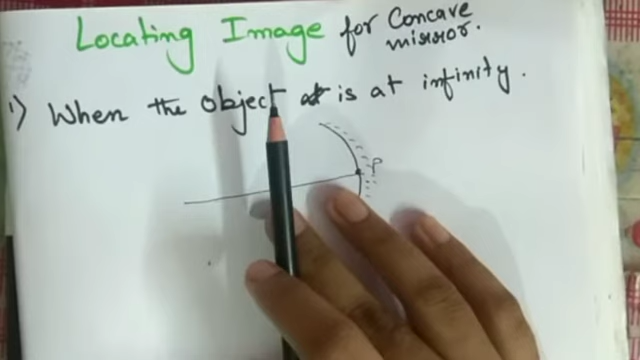 Locating Image for Concave mirror.
1) When the object is at infinity.
P